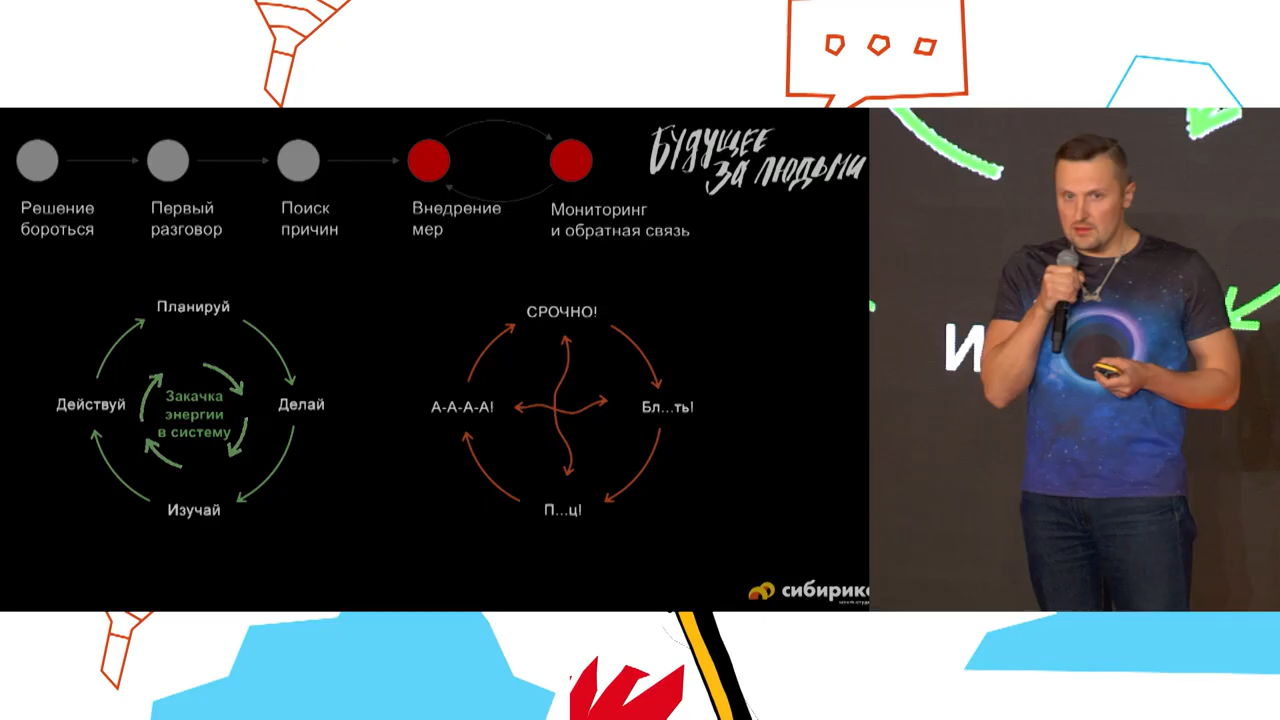 БУДУЩЕЕ
ЗА ЛЮДЬМИ
Решение
бороться
Первый
разговор
Поиск
причин
Внедрение
мер
Мониторинг
и обратная связь
Планируй
Действуй
Закачка
энергии
в систему
Делай
Изучай
СРОЧНО!
А-А-А-А!
Бл...ть!
П...ц!
сибирикс
И